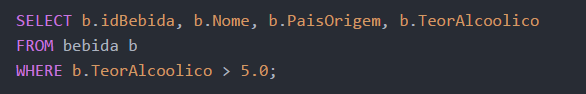 SELECT b.idBebida, b.Nome, b.PaisOrigem, b.TeorAlcoolico
FROM bebida b
WHERE b.TeorAlcoolico > 5.0;